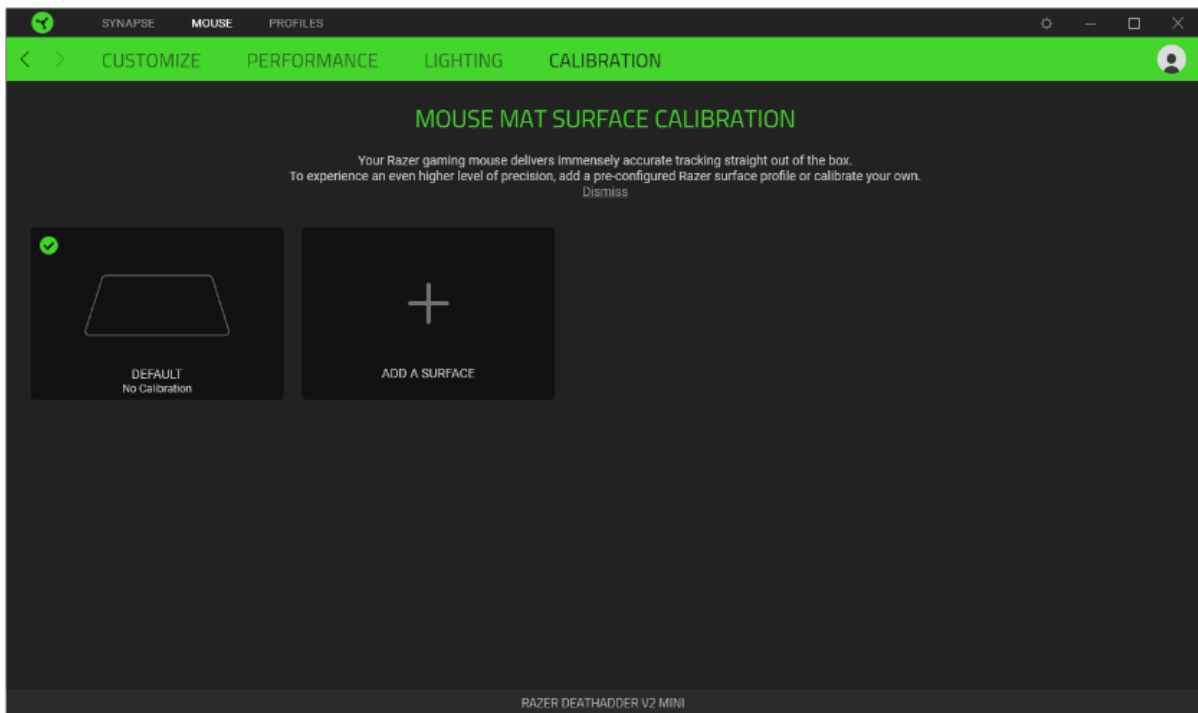 SYNAPSE MOUSE PROFILES
CUSTOMIZE PERFORMANCE LIGHTING CALIBRATION
MOUSE MAT SURFACE CALIBRATION
Your Razer gaming mouse delivers immensely accurate tracking straight out of the box.
To experience an even higher level of precision, add a pre-configured Razer surface profile or calibrate your own.
Dismiss
DEFAULT
No Calibration
ADD A SURFACE
RAZER DEATHADDER V2 MINI